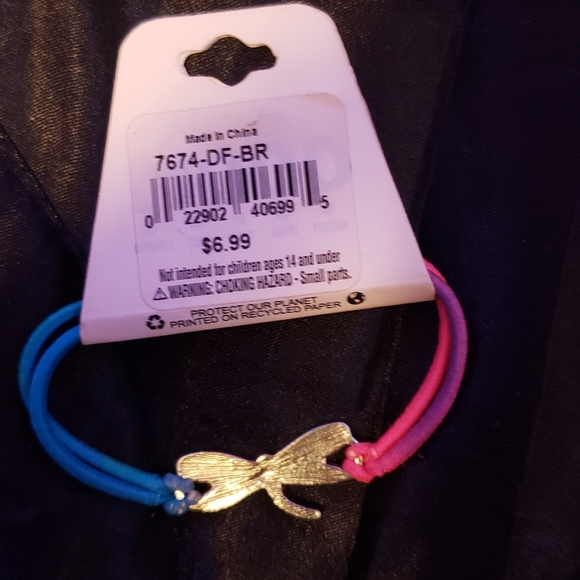 Made in China
7674-DF-BR
0 22902 40699 5
$6.99
Not intended for children ages 14 and under
⚠ WARNING: CHOKING HAZARD - Small parts.
PROTECT OUR PLANET
PRINTED ON RECYCLED PAPER